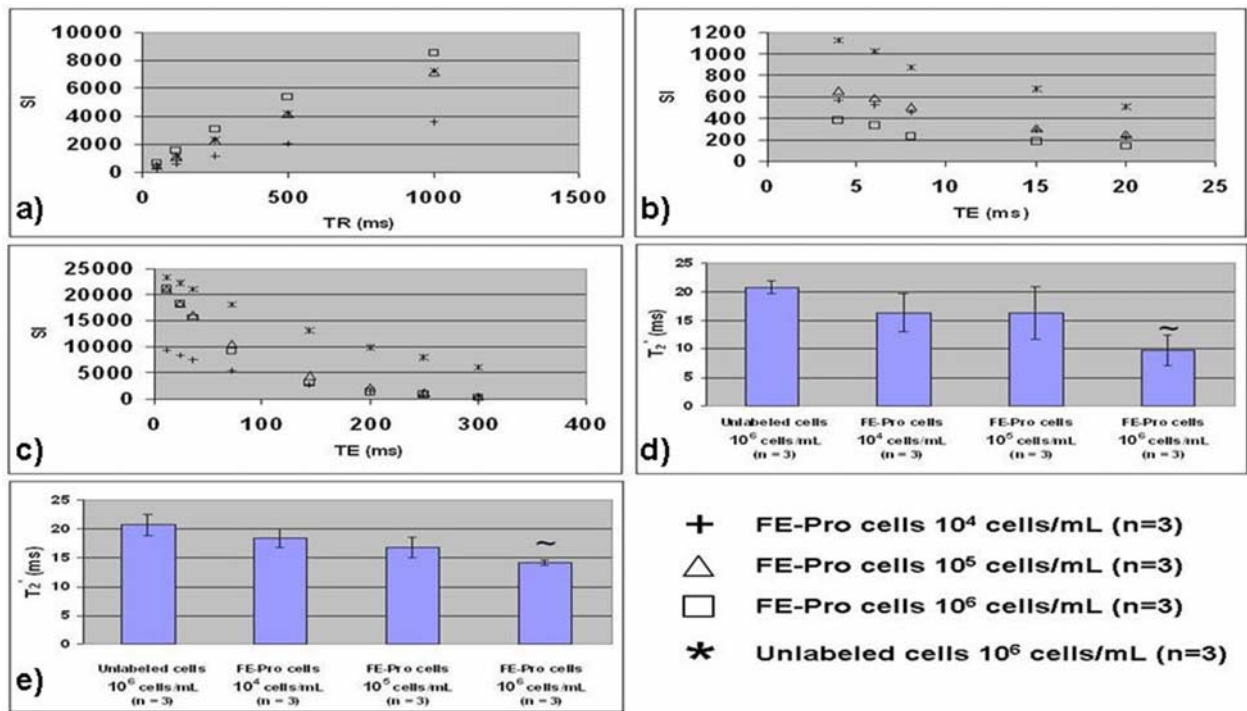 10000
8000
6000
4000
2000
0
SI
0
500
1000
1500
TR (ms)
a)
1200
1000
800
600
400
200
0
SI
0
5
10
15
20
25
TE (ms)
b)
25000
20000
15000
10000
5000
0
SI
0
100
200
300
400
TE (ms)
c)
25
20
15
10
5
0
T₂' (ms)
~
Unlabeled cells
10⁶ cells/mL
(n = 3)
FE-Pro cells
10⁴ cells/mL
(n = 3)
FE-Pro cells
10⁵ cells/mL
(n = 3)
FE-Pro cells
10⁶ cells/mL
(n = 3)
d)
25
20
15
10
5
0
T₂' (ms)
~
Unlabeled cells
10⁶ cells/mL
(n = 3)
FE-Pro cells
10⁴ cells/mL
(n = 3)
FE-Pro cells
10⁵ cells/mL
(n = 3)
FE-Pro cells
10⁶ cells/mL
(n = 3)
e)
+ FE-Pro cells 10⁴ cells/mL (n=3)
△ FE-Pro cells 10⁵ cells/mL (n=3)
□ FE-Pro cells 10⁶ cells/mL (n=3)
* Unlabeled cells 10⁶ cells/mL (n=3)